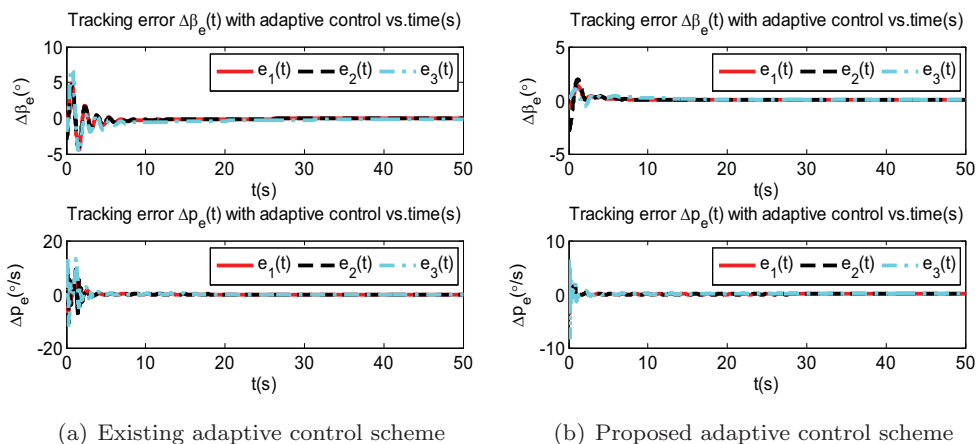 Tracking error Δβe(t) with adaptive control vs.time(s)
10
5
0
-5
Δβe(°)
e1(t) e2(t) e3(t)
0 10 20 30 40 50
t(s)
Tracking error Δpe(t) with adaptive control vs.time(s)
20
0
-20
Δpe(°/s)
e1(t) e2(t) e3(t)
0 10 20 30 40 50
t(s)
(a) Existing adaptive control scheme
Tracking error Δβe(t) with adaptive control vs.time(s)
5
0
-5
Δβe(°)
e1(t) e2(t) e3(t)
0 10 20 30 40 50
t(s)
Tracking error Δpe(t) with adaptive control vs.time(s)
10
0
-10
Δpe(°/s)
e1(t) e2(t) e3(t)
0 10 20 30 40 50
t(s)
(b) Proposed adaptive control scheme